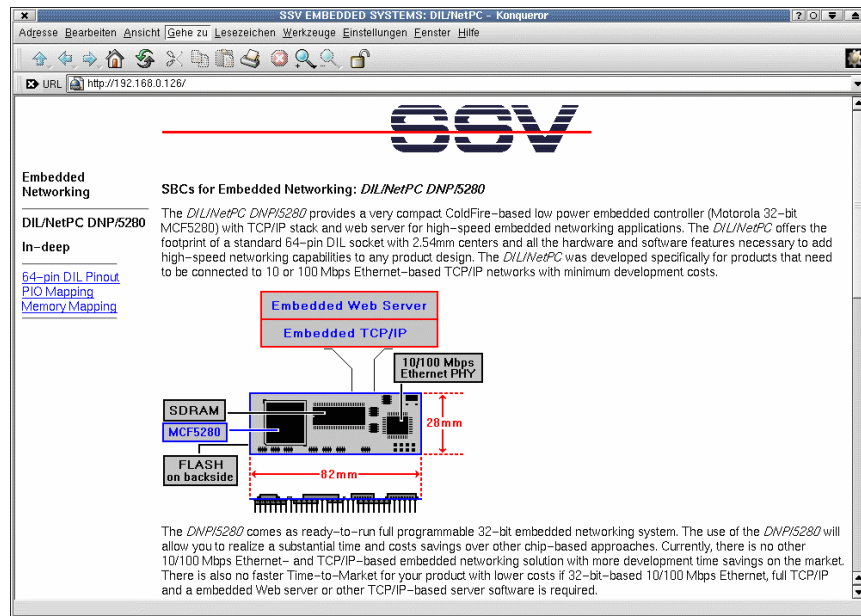 SSV EMBEDDED SYSTEMS: DIL/NetPC - Konqueror
Adresse Bearbeiten Ansicht Gehe zu Lesezeichen Werkzeuge Einstellungen Fenster Hilfe
URL http://192.168.0.126/
SSV
Embedded
Networking
DIL/NetPC DNP/5280
In-deep
64-pin DIL Pinout
PIO Mapping
Memory Mapping
SBCs for Embedded Networking: DIL/NetPC DNP/5280
The DIL/NetPC DNP/5280 provides a very compact ColdFire-based low power embedded controller (Motorola 32-bit
MCF5280) with TCP/IP stack and web server for high-speed embedded networking applications. The DIL/NetPC offers the
footprint of a standard 64-pin DIL socket with 2.54mm centers and all the hardware and software features necessary to add
high-speed networking capabilities to any product design. The DIL/NetPC was developed specifically for products that need
to be connected to 10 or 100 Mbps Ethernet-based TCP/IP networks with minimum development costs.
Embedded Web Server
Embedded TCP/IP
10/100 Mbps
Ethernet PHY
SDRAM
MCF5280
FLASH
on backside
28mm
82mm
The DNP/5280 comes as ready-to-run full programmable 32-bit embedded networking system. The use of the DNP/5280 will
allow you to realize a substantial time and costs savings over other chip-based approaches. Currently, there is no other
10/100 Mbps Ethernet- and TCP/IP-based embedded networking solution with more development time savings on the market.
There is also no faster Time-to-Market for your product with lower costs if 32-bit-based 10/100 Mbps Ethernet, full TCP/IP
and a embedded Web server or other TCP/IP-based server software is required.